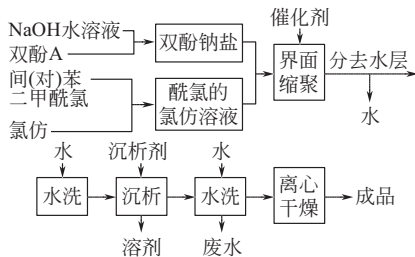 NaOH水溶液
双酚A
双酚钠盐
间(对)苯
二甲酰氯
氯仿
酰氯的
氯仿溶液
催化剂
界面
缩聚
分去水层
水
水
沉析剂
水
水洗
沉析
水洗
离心
干燥
成品
溶剂
废水